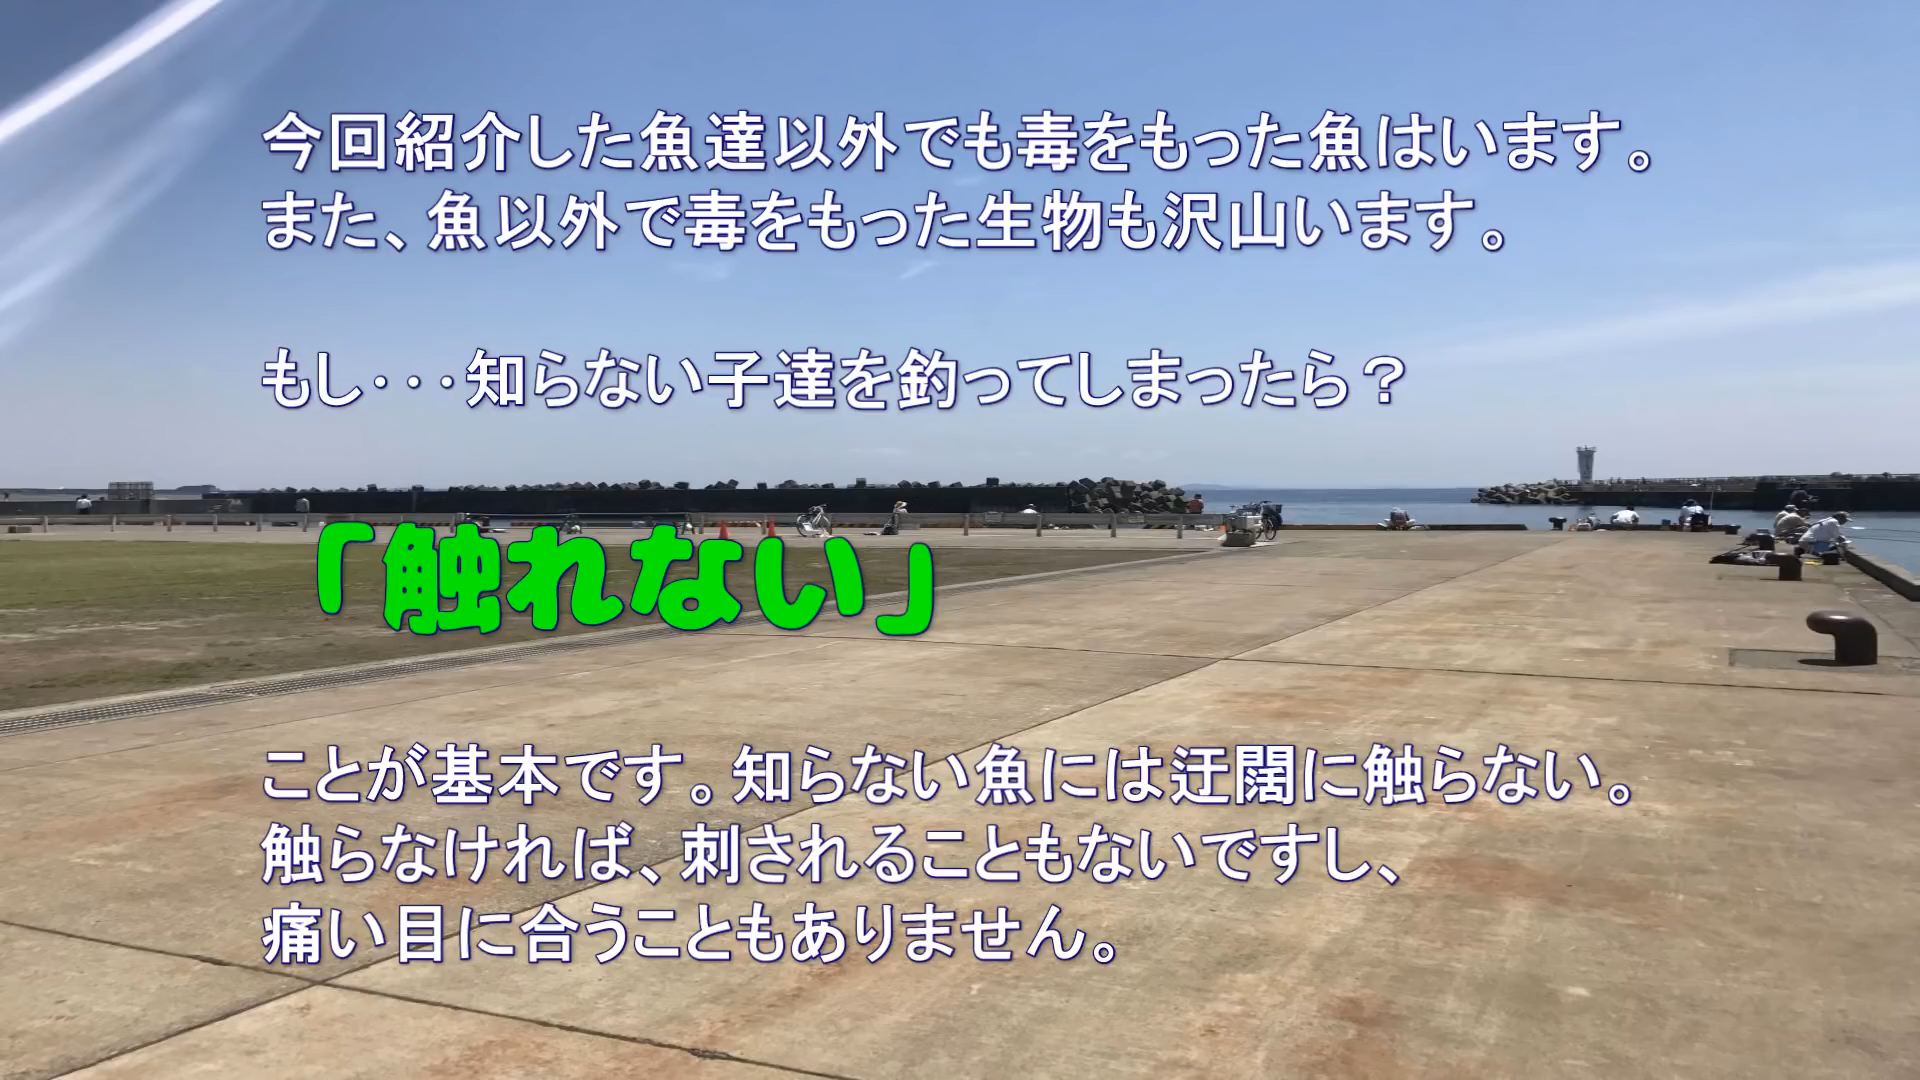 今回紹介した魚達以外でも毒をもった魚はいます。
また、魚以外で毒をもった生物も沢山います。
もし・・・知らない子達を釣ってしまったら？
「触れない」
ことが基本です。知らない魚には迂闊に触らない。
触らなければ、刺されることもないですし、
痛い目に合うこともありません。